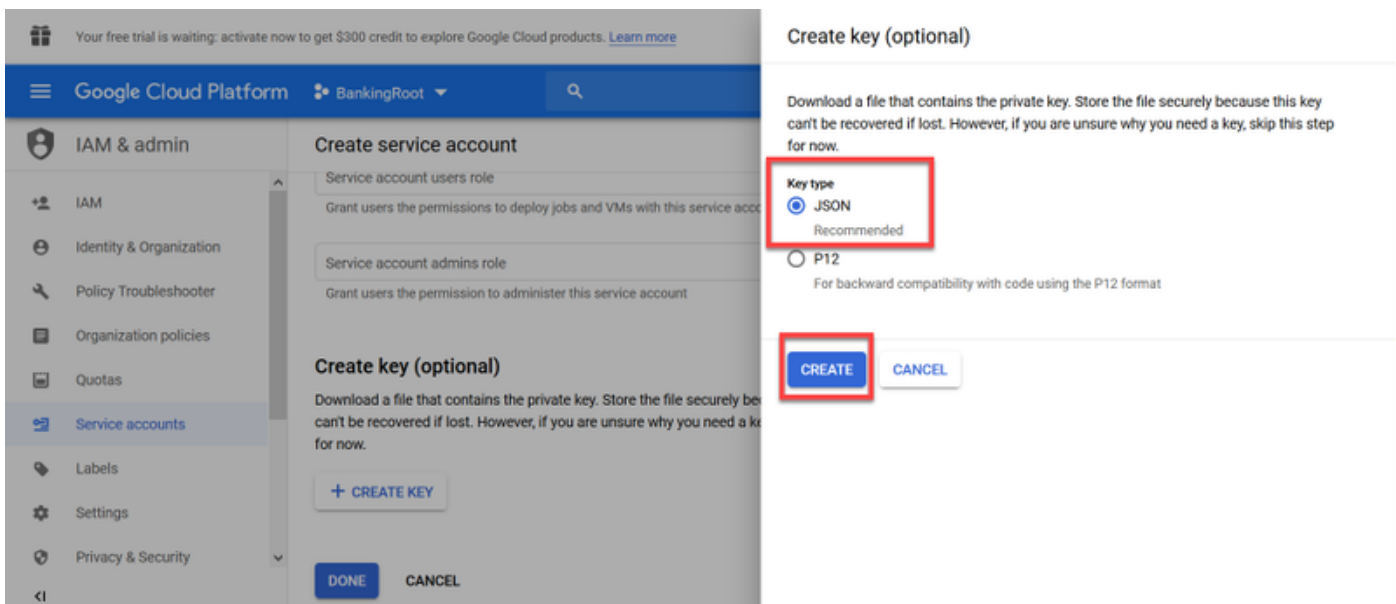 Your free trial is waiting: activate now to get $300 credit to explore Google Cloud products. Learn more
Google Cloud Platform
BankingRoot
IAM & admin
IAM
Identity & Organization
Policy Troubleshooter
Organization policies
Quotas
Service accounts
Labels
Settings
Privacy & Security
Create service account
Service account users role
Grant users the permissions to deploy jobs and VMs with this service
Service account admins role
Grant users the permission to administer this service account
Create key (optional)
Download a file that contains the private key. Store the file securely
can't be recovered if lost. However, if you are unsure why you need a
for now.
+ CREATE KEY
DONE
CANCEL
Create key (optional)
Download a file that contains the private key. Store the file securely because this key
can't be recovered if lost. However, if you are unsure why you need a key, skip this step
for now.
Key type
JSON
Recommended
P12
For backward compatibility with code using the P12 format
CREATE
CANCEL